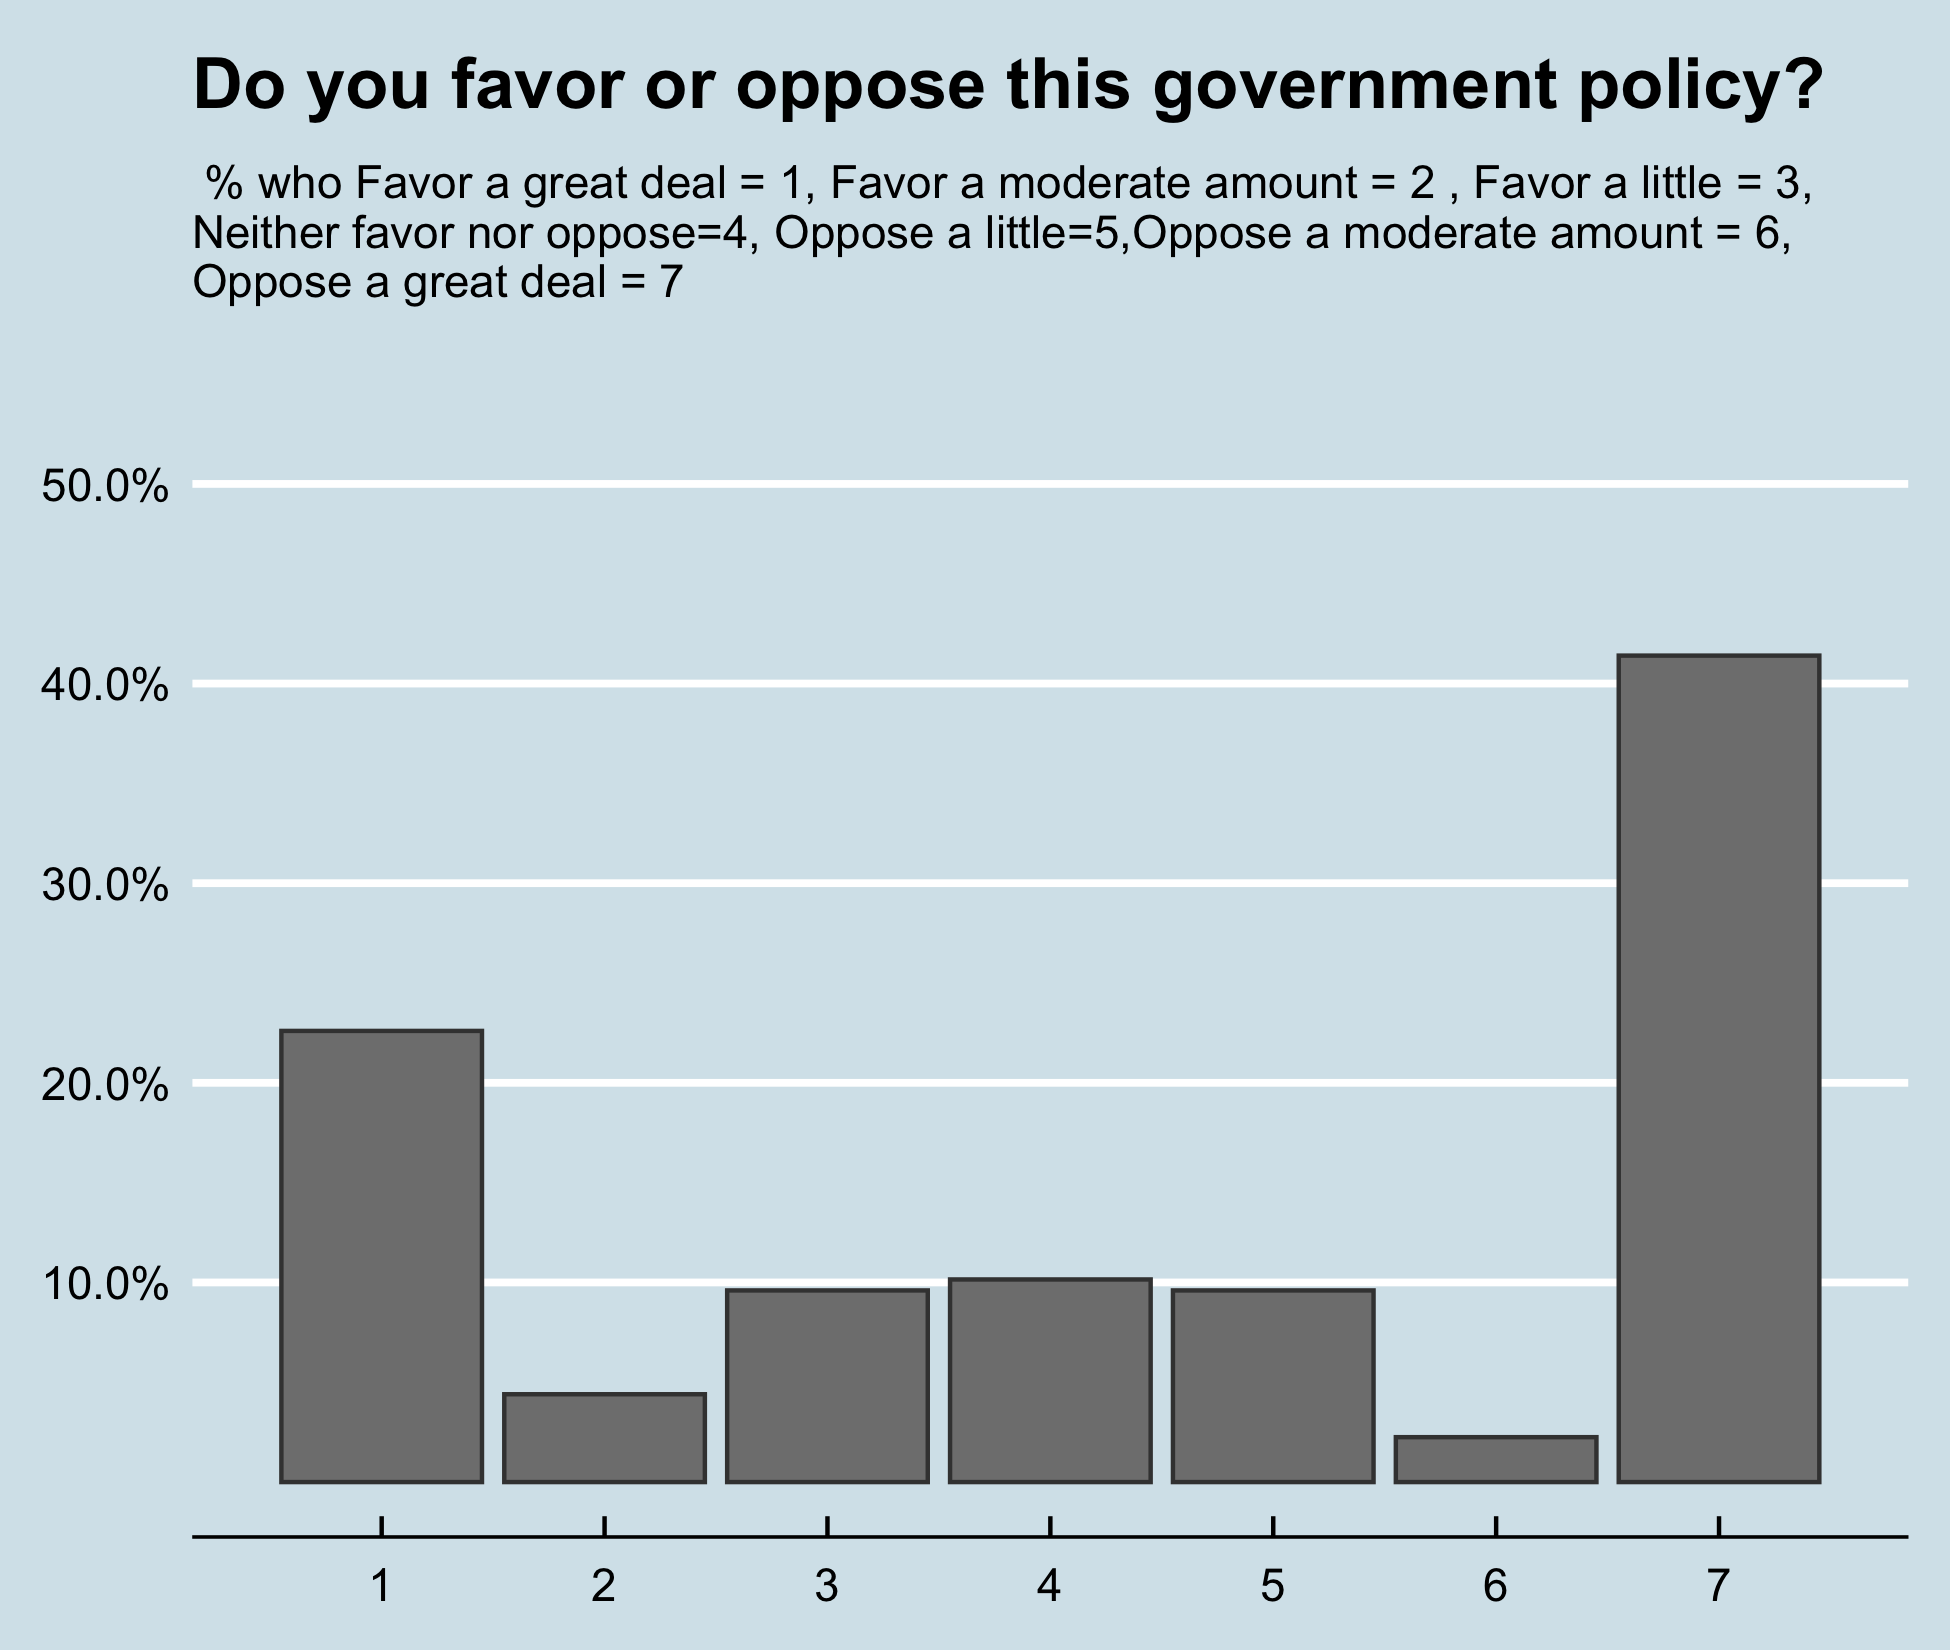 Do you favor or oppose this government policy?
% who Favor a great deal = 1, Favor a moderate amount = 2 , Favor a little = 3,
Neither favor nor oppose=4, Oppose a little=5,Oppose a moderate amount = 6,
Oppose a great deal = 7
50.0%
40.0%
30.0%
20.0%
10.0%
1 2 3 4 5 6 7